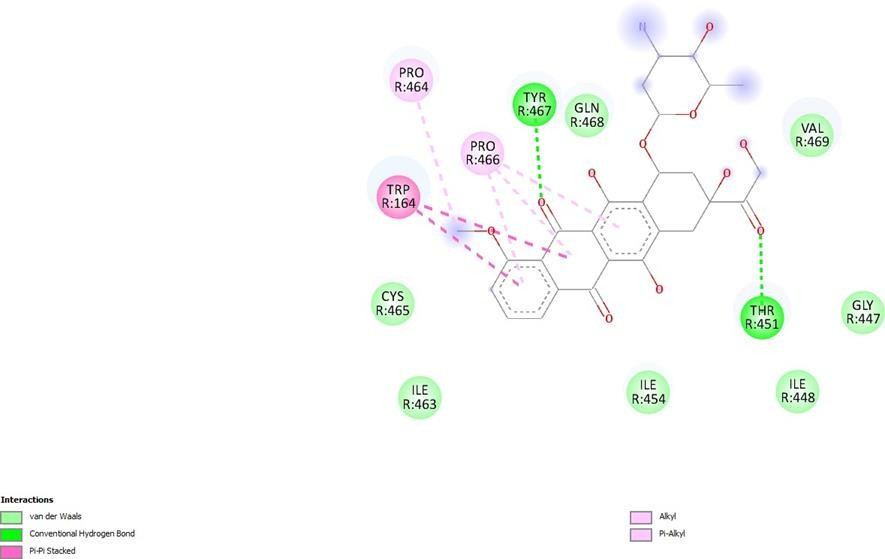 N
O
PRO
R:464
TYR
R:467
GLN
R:468
O
VAL
R:469
PRO
R:466
O
O
TRP
R:164
O
O
O
O
O
O
CYS
R:465
O
O
THR
R:451
GLY
R:447
ILE
R:463
ILE
R:454
ILE
R:448
Interactions
van der Waals
Conventional Hydrogen Bond
Pi-Pi Stacked
Alkyl
Pi-Alkyl